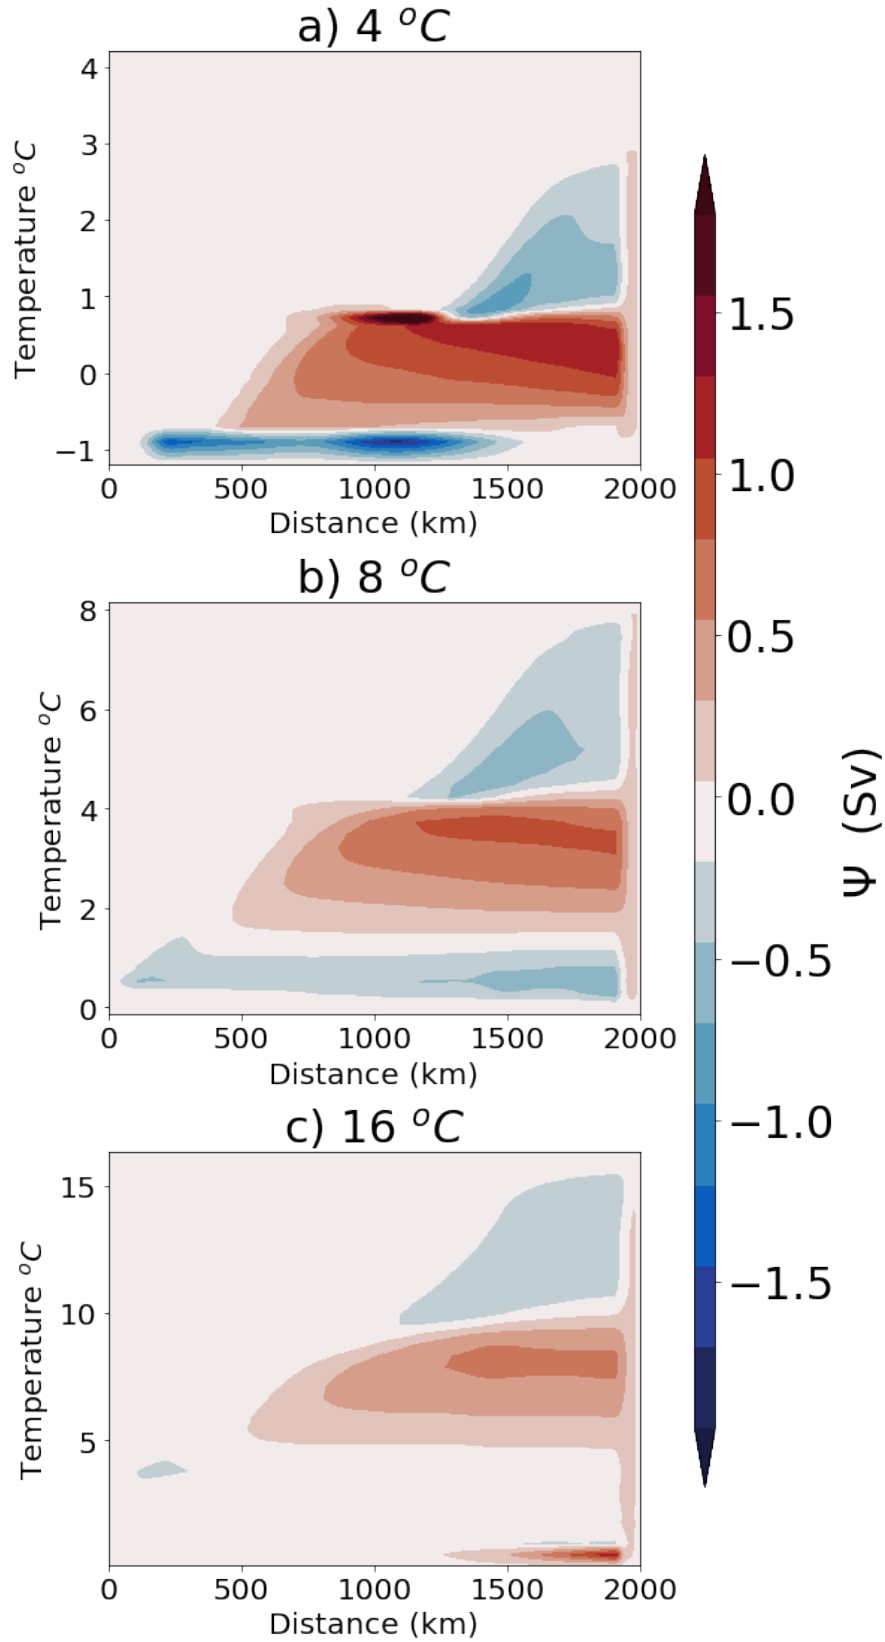 a) 4 °C
4
3
2
1
0
−1
Temperature °C
0 500 1000 1500 2000
Distance (km)
b) 8 °C
8
6
4
2
0
Temperature °C
0 500 1000 1500 2000
Distance (km)
c) 16 °C
15
10
5
Temperature °C
0 500 1000 1500 2000
Distance (km)
1.5
1.0
0.5
0.0
−0.5
−1.0
−1.5
Ψ (Sv)